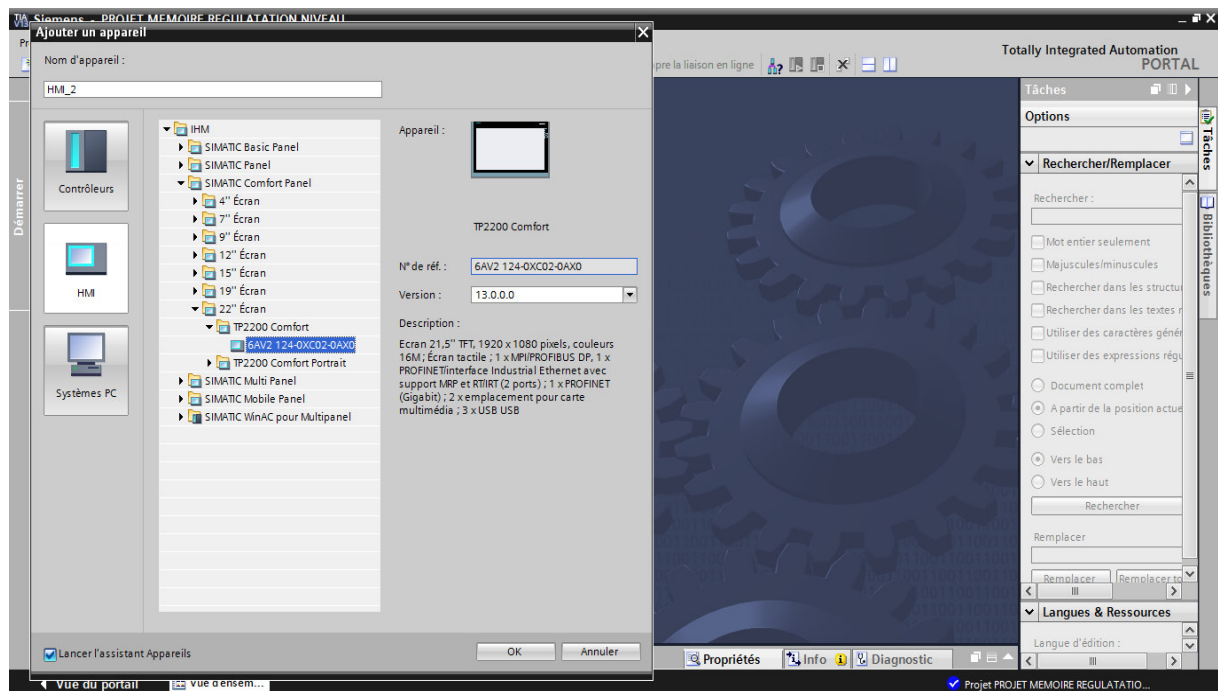 Siemens - PROJET MEMOIRE REGULATATION NIVEAU
Ajouter un appareil
Nom d'appareil :
HMI_2
Contrôleurs
HMI
Systèmes PC
IHM
SIMATIC Basic Panel
SIMATIC Panel
SIMATIC Comfort Panel
4'' Écran
7'' Écran
9'' Écran
12'' Écran
15'' Écran
19'' Écran
22'' Écran
TP2200 Comfort
6AV2 124-0XC02-0AX0
TP2200 Comfort Portrait
SIMATIC Multi Panel
SIMATIC Mobile Panel
SIMATIC WinAC pour Multipanel
Appareil :
TP2200 Comfort
N° de réf. : 6AV2 124-0XC02-0AX0
Version : 13.0.0.0
Description :
Ecran 21,5'' TFT, 1920 x 1080 pixels, couleurs
16M ; Écran tactile ; 1 x MPI/PROFIBUS DP, 1 x
PROFINET/interface Industrial Ethernet avec
support MRP et RT/IRT (2 ports) ; 1 x PROFINET
(Gigabit) ; 2 x emplacement pour carte
multimédia ; 3 x USB USB
Lancer l'assistant Appareils
OK Annuler
Démarrer
pre la liaison en ligne
Totally Integrated Automation
PORTAL
Tâches
Options
Rechercher/Remplacer
Rechercher :
Mot entier seulement
Majuscules/minuscules
Rechercher dans les structu
Rechercher dans les textes r
Utiliser des caractères génér
Utiliser des expressions régu
Document complet
A partir de la position actue
Sélection
Vers le bas
Vers le haut
Rechercher
Remplacer
Remplacer Remplacer to
Langues & Ressources
Langue d'édition :
Tâches
Bibliothèques
Propriétés Info Diagnostic
Vue du portail Vue d'ensem...
Projet PROJET MEMOIRE REGULATATIO...